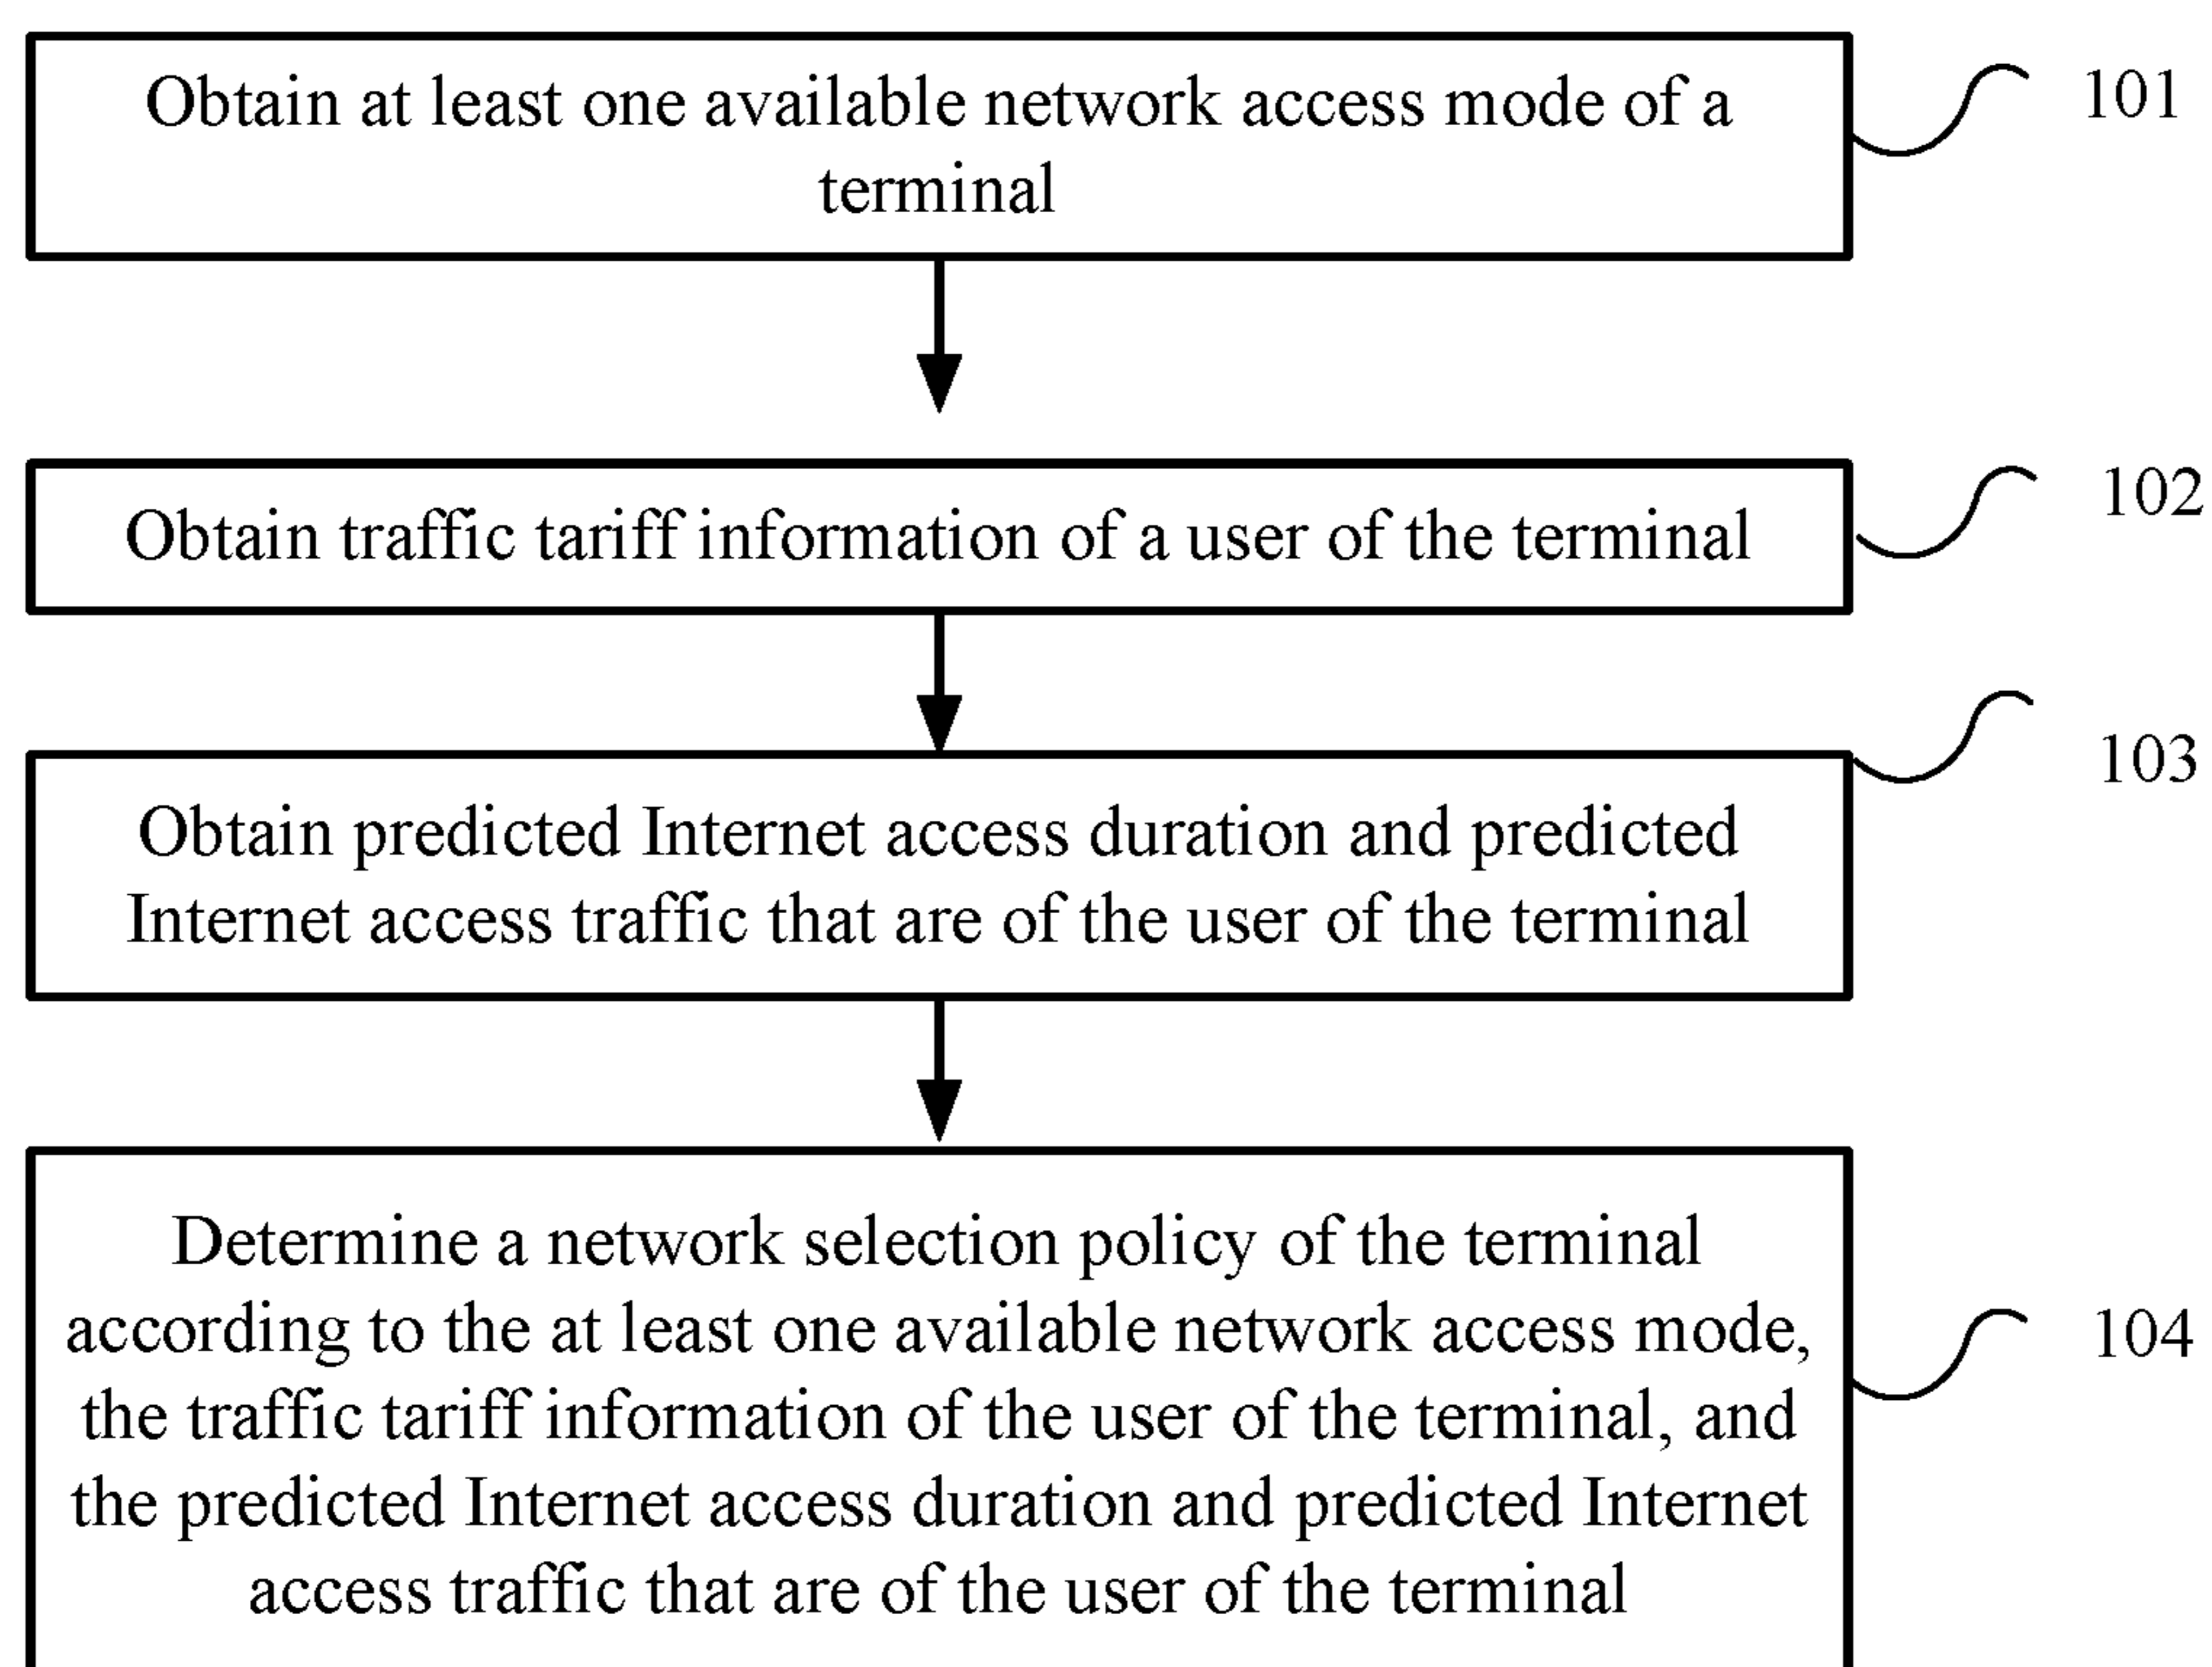 Obtain at least one available network access mode of a
terminal
101
Obtain traffic tariff information of a user of the terminal
102
Obtain predicted Internet access duration and predicted
Internet access traffic that are of the user of the terminal
103
Determine a network selection policy of the terminal
according to the at least one available network access mode,
the traffic tariff information of the user of the terminal, and
the predicted Internet access duration and predicted Internet
access traffic that are of the user of the terminal
104